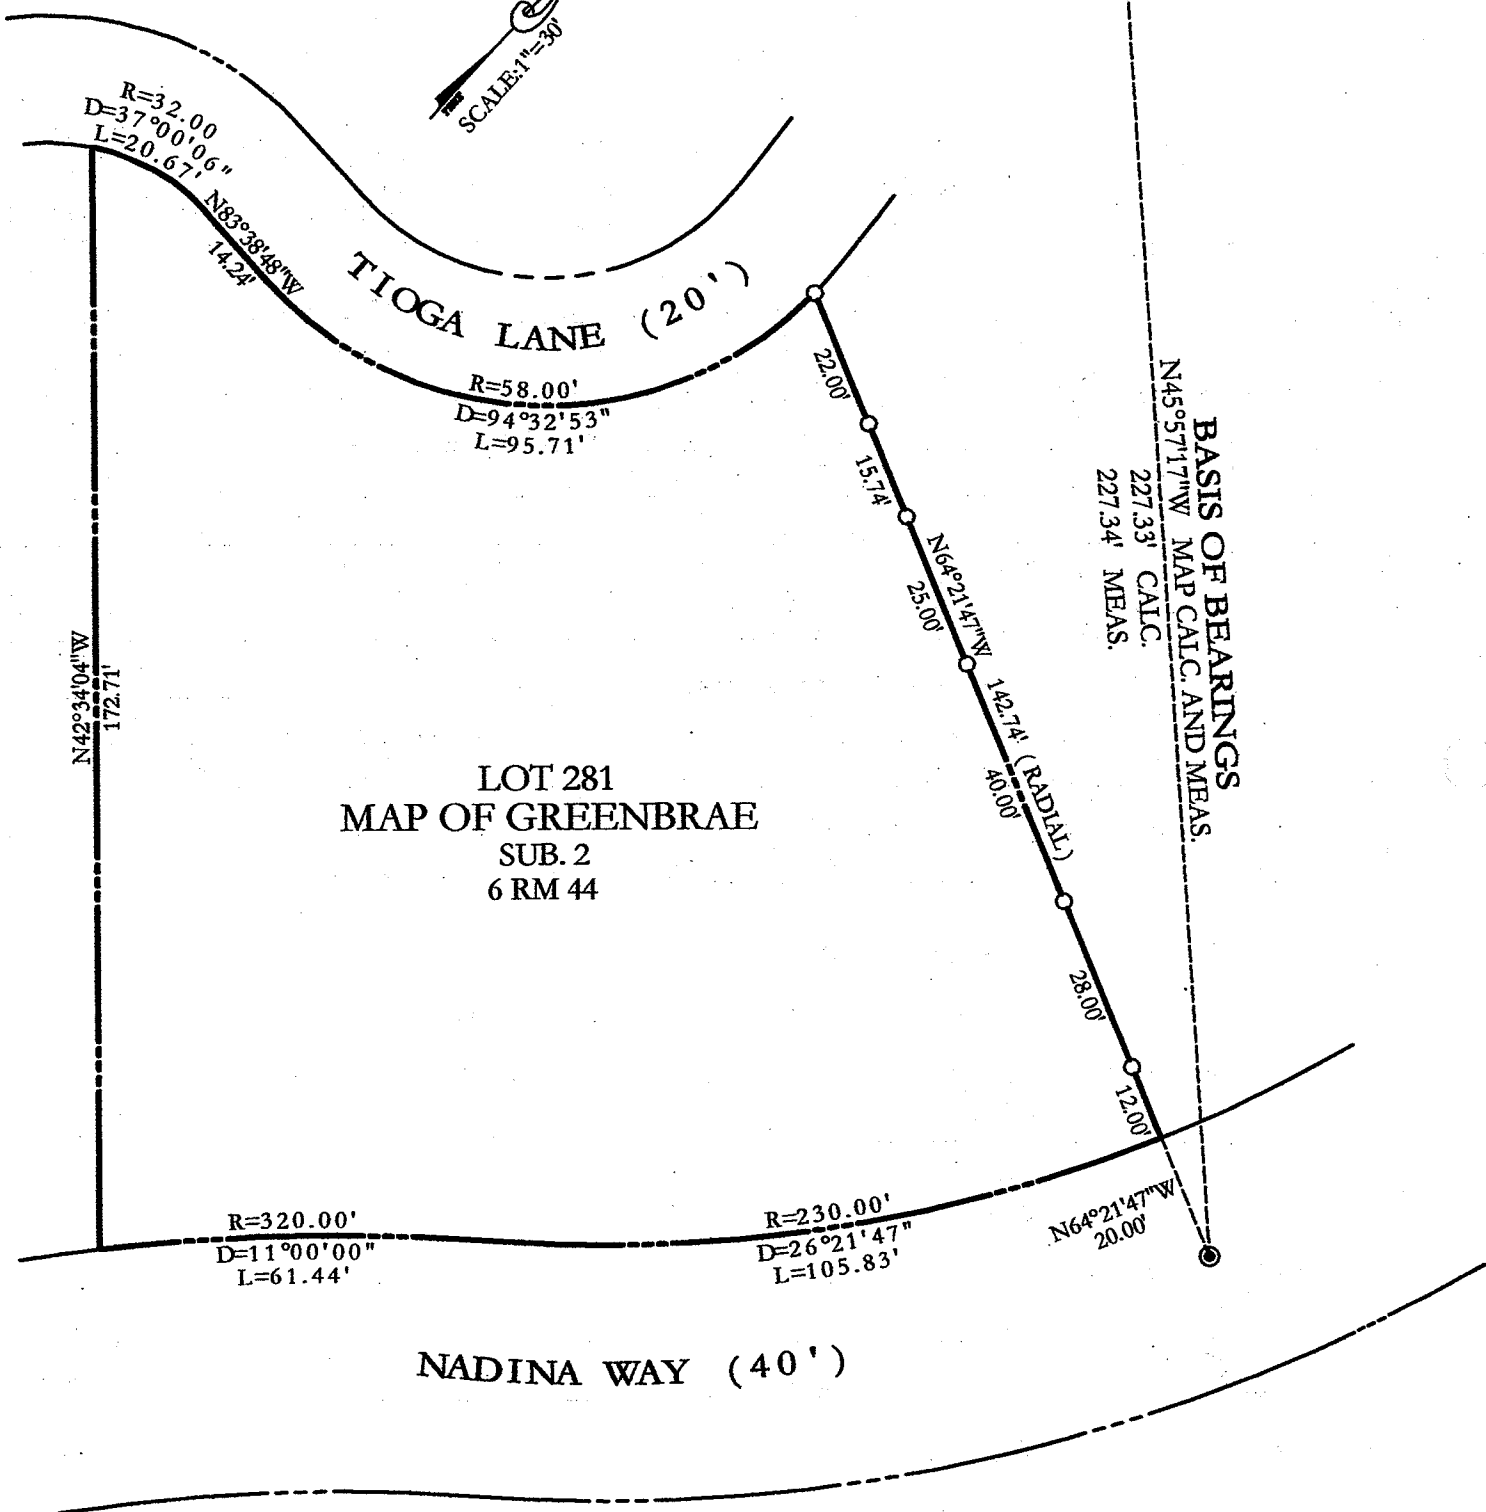 SCALE:1"=30'
R=32.00
D=37°00'06"
L=20.67'
N83°38'48"W
14.24'
TIOGA LANE (20')
R=58.00'
D=94°32'53"
L=95.71'
22.00'
15.74'
N64°21'47"W 142.74' (RADIAL)
25.00'
40.00'
28.00'
12.00'
BASIS OF BEARINGS
N45°57'17"W MAP CALC. AND MEAS.
227.33' CALC.
227.34' MEAS.
N42°34'04"W
172.71'
LOT 281
MAP OF GREENBRAE
SUB. 2
6 RM 44
R=320.00'
D=11°00'00"
L=61.44'
R=230.00'
D=26°21'47"
L=105.83'
N64°21'47"W
20.00'
NADINA WAY (40')